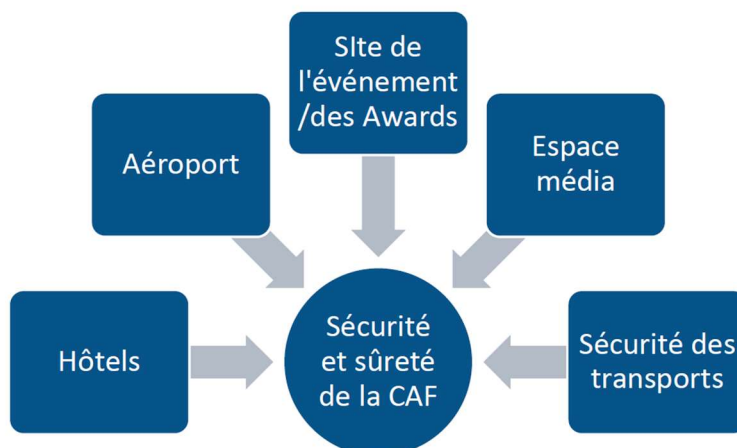 SIte de
l'événement
/des Awards
Aéroport
Espace
média
Hôtels
Sécurité
et sûreté
de la CAF
Sécurité des
transports